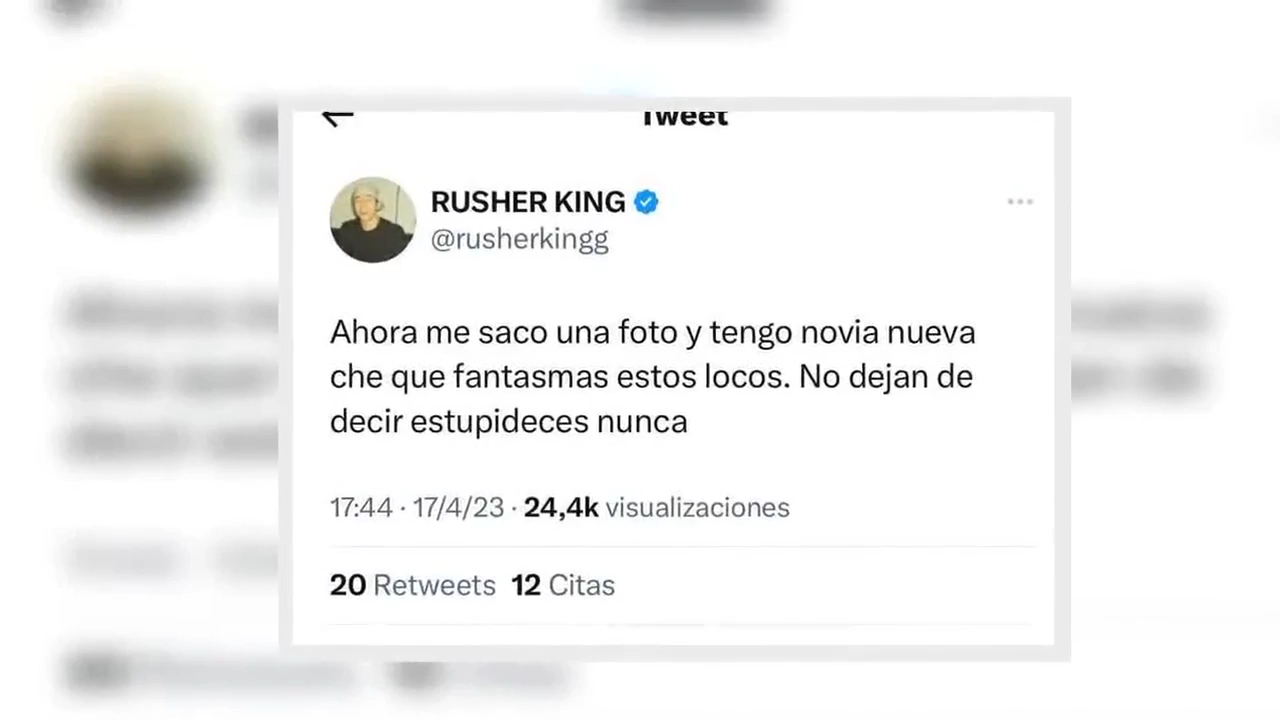 Tweet
RUSHER KING
@rusherkingg
Ahora me saco una foto y tengo novia nueva
che que fantasmas estos locos. No dejan de
decir estupideces nunca
17:44 · 17/4/23 · 24,4k visualizaciones
20 Retweets 12 Citas